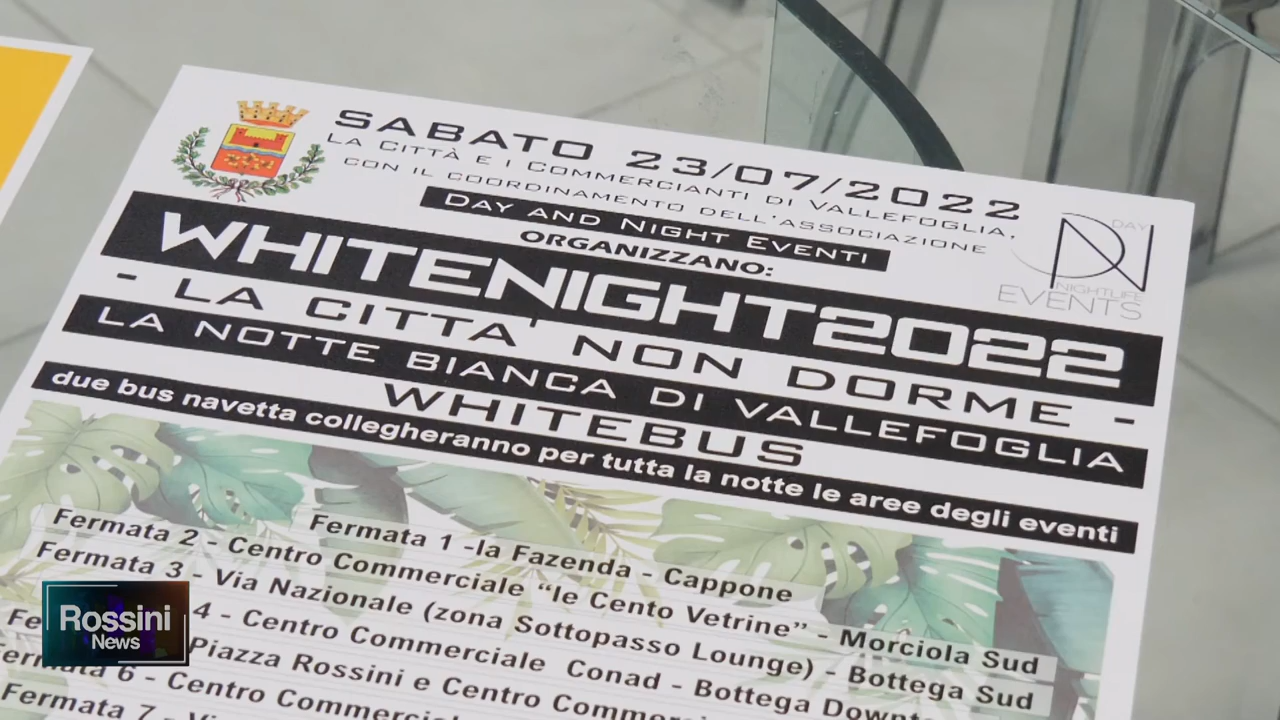 SABATO 23/07/2022
LA CITTÀ E I COMMERCIANTI DI VALLEFOGLIA,
CON IL COORDINAMENTO DELL'ASSOCIAZIONE
DAY AND NIGHT EVENTI
ORGANIZZANO:
DAY
DN
NIGHTLIFE
EVENTS
WHITENIGHT2022
- LA CITTA' NON DORME -
LA NOTTE BIANCA DI VALLEFOGLIA
WHITEBUS
due bus navetta collegheranno per tutta la notte le aree degli eventi
Fermata 1 -la Fazenda - Cappone
Fermata 2 - Centro Commerciale “le Cento Vetrine” - Morciola Sud
Fermata 3 - Via Nazionale (zona Sottopasso Lounge) - Bottega Sud
4 - Centro Commerciale Conad - Bottega
Piazza Rossini e Centro
Fermata 6 - Centro
Fermata 7
Rossini
News